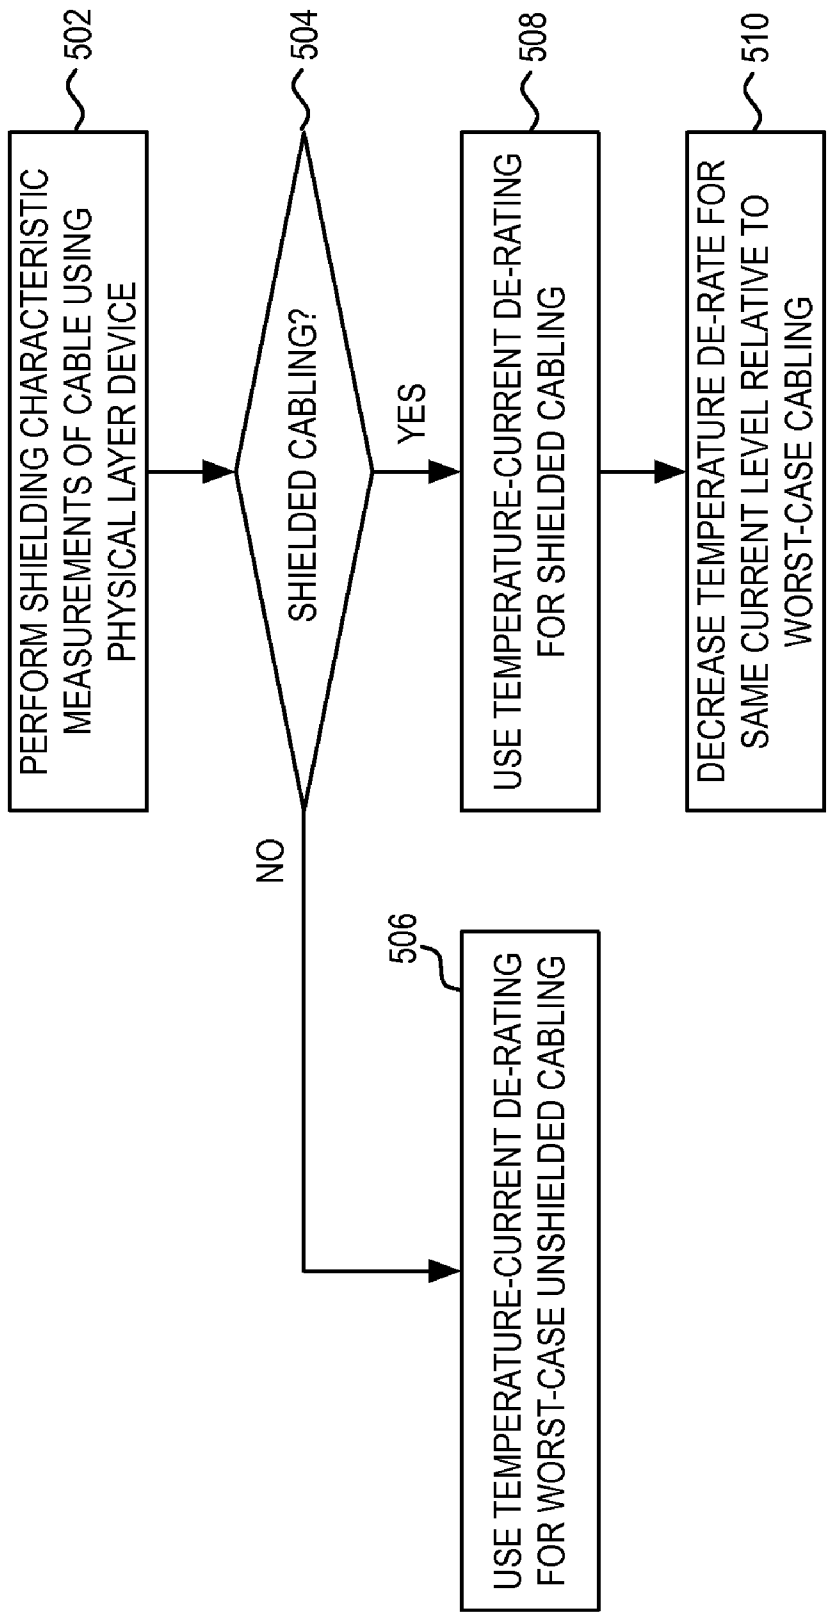 PERFORM SHIELDING CHARACTERISTIC
MEASUREMENTS OF CABLE USING
PHYSICAL LAYER DEVICE
502
SHIELDED CABLING?
504
NO
YES
USE TEMPERATURE-CURRENT DE-RATING
FOR WORST-CASE UNSHIELDED CABLING
506
USE TEMPERATURE-CURRENT DE-RATING
FOR SHIELDED CABLING
508
DECREASE TEMPERATURE DE-RATE FOR
SAME CURRENT LEVEL RELATIVE TO
WORST-CASE CABLING
510